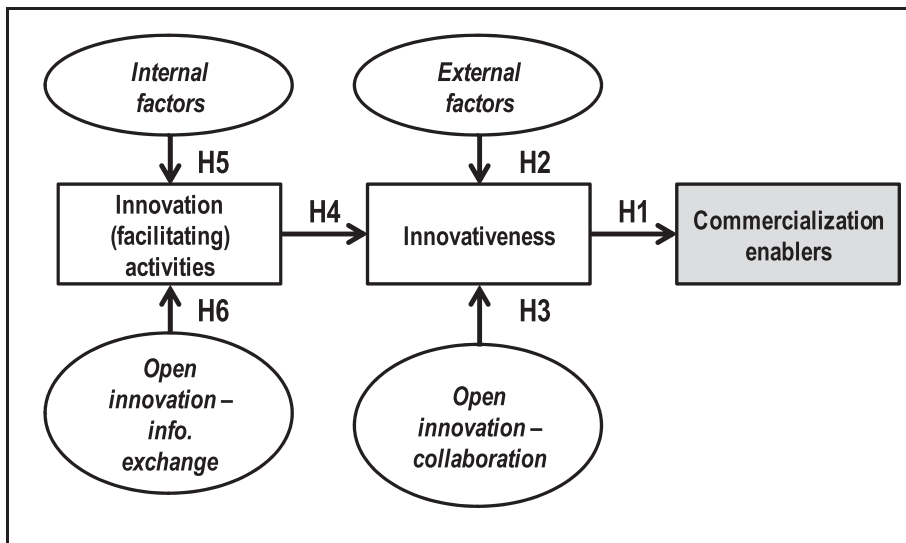 Internal
factors
External
factors
H5
H2
Innovation
(facilitating)
activities
H4
Innovativeness
H1
Commercialization
enablers
H6
H3
Open
innovation –
info.
exchange
Open
innovation –
collaboration